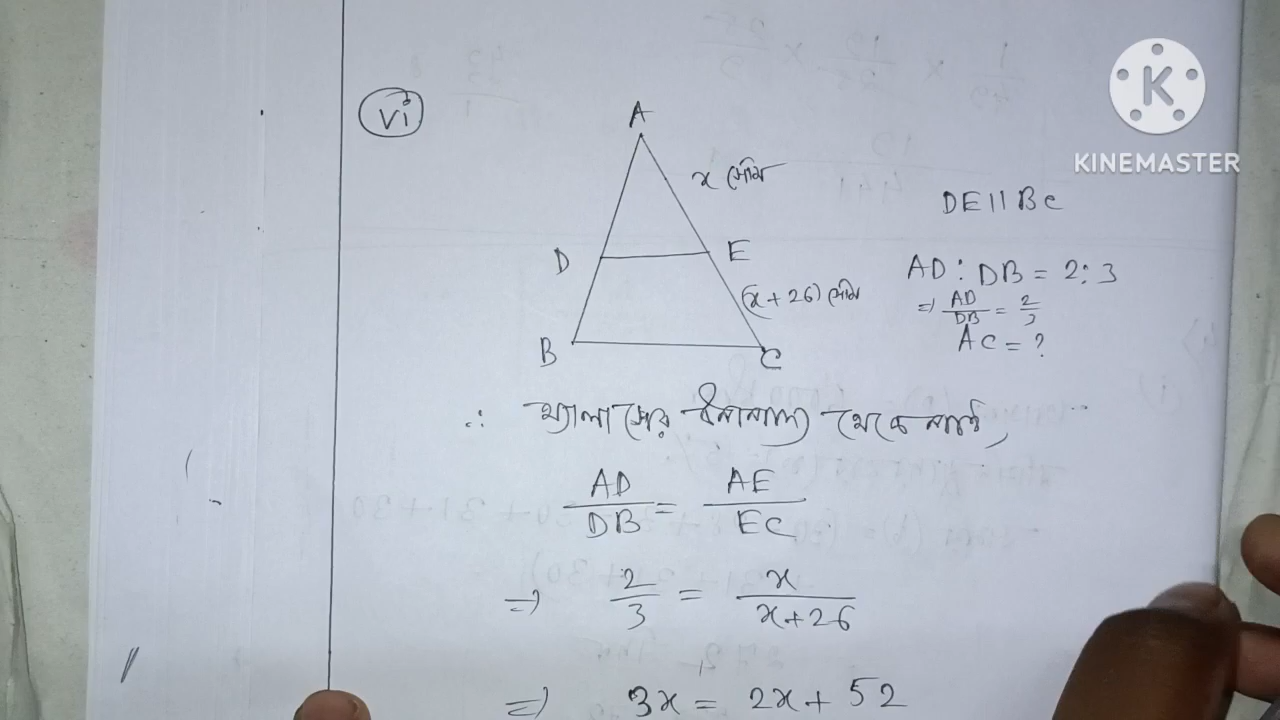 vi
A
x সেমি
D E
(x + 26) সেমি
B C
DE || BC
AD : DB = 2 : 3
⇒ AD/DB = 2/3
AC = ?
∴ থ্যালাসের থেকে পাই,
AD/DB = AE/EC
⇒ 2/3 = x/x+26
⇒ 3x = 2x + 52
K
KINEMASTER